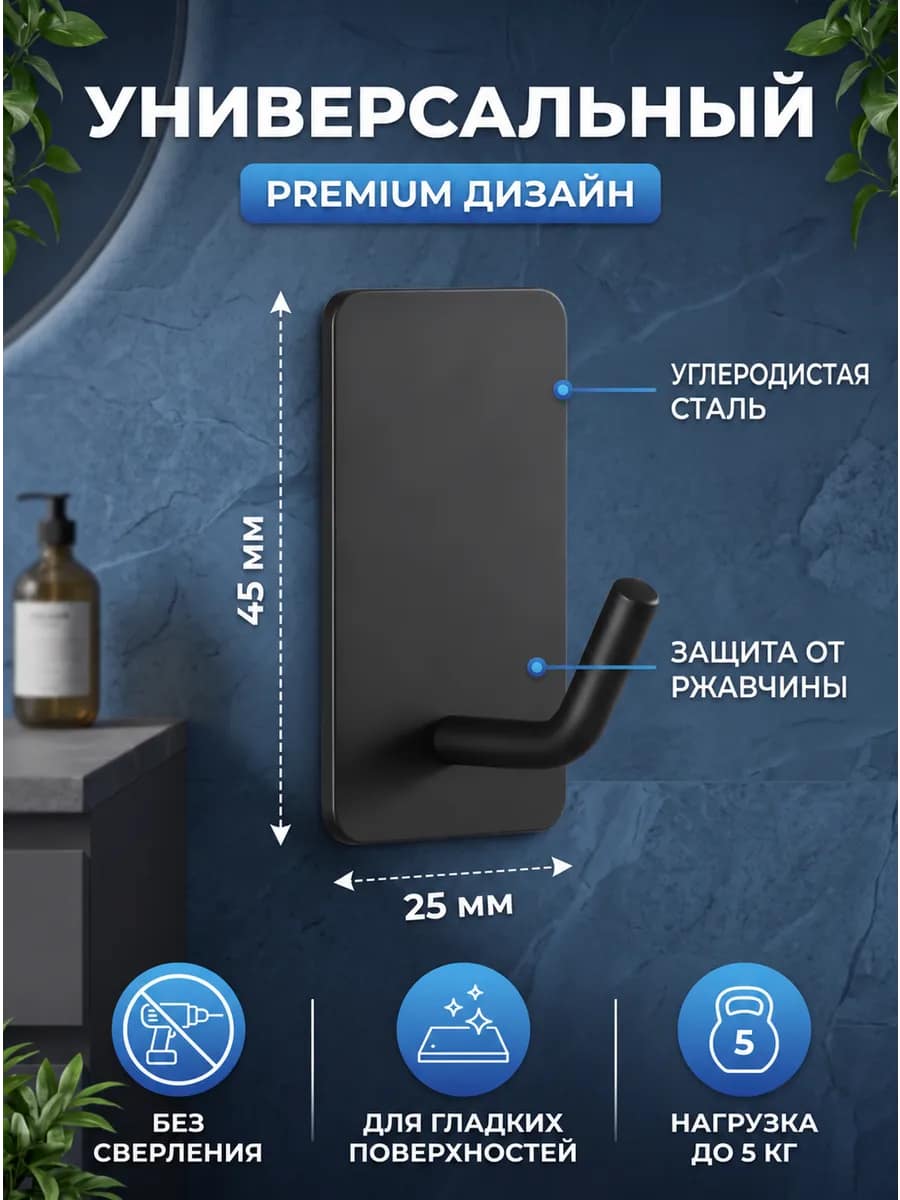 УНИВЕРСАЛЬНЫЙ
PREMIUM ДИЗАЙН
УГЛЕРОДИСТАЯ
СТАЛЬ
45 мм
ЗАЩИТА ОТ
РЖАВЧИНЫ
25 мм
5
БЕЗ
СВЕРЛЕНИЯ
ДЛЯ ГЛАДКИХ
ПОВЕРХНОСТЕЙ
НАГРУЗКА
ДО 5 КГ